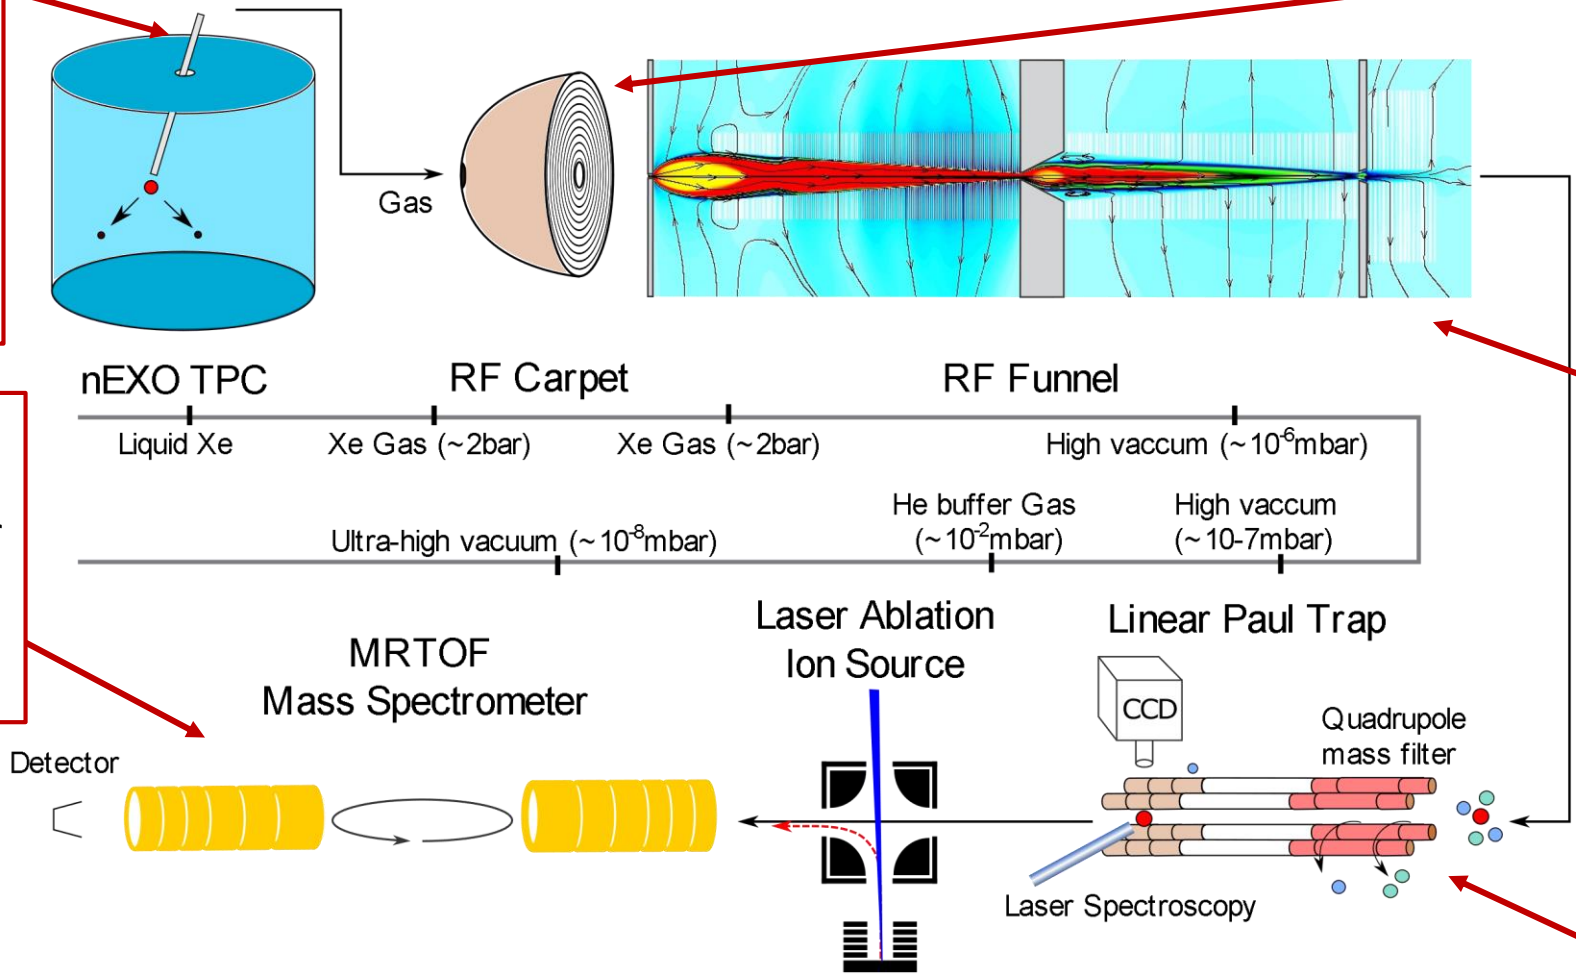 Gas
nEXO TPC
RF Carpet
RF Funnel
Liquid Xe
Xe Gas (~2bar)
Xe Gas (~2bar)
High vaccum (~10⁻⁶mbar)
He buffer Gas
(~10⁻²mbar)
High vaccum
(~10-7mbar)
Ultra-high vacuum (~10⁻⁸mbar)
MRTOF
Mass Spectrometer
Laser Ablation
Ion Source
Linear Paul Trap
CCD
Quadrupole
mass filter
Detector
Laser Spectroscopy